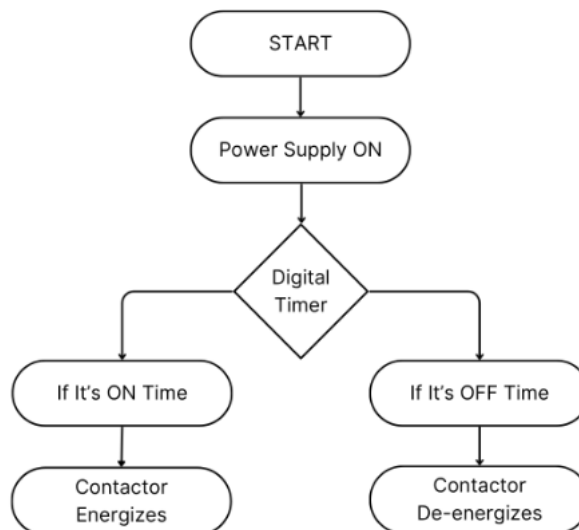 START
Power Supply ON
Digital
Timer
If It's ON Time
If It's OFF Time
Contactor
Energizes
Contactor
De-energizes